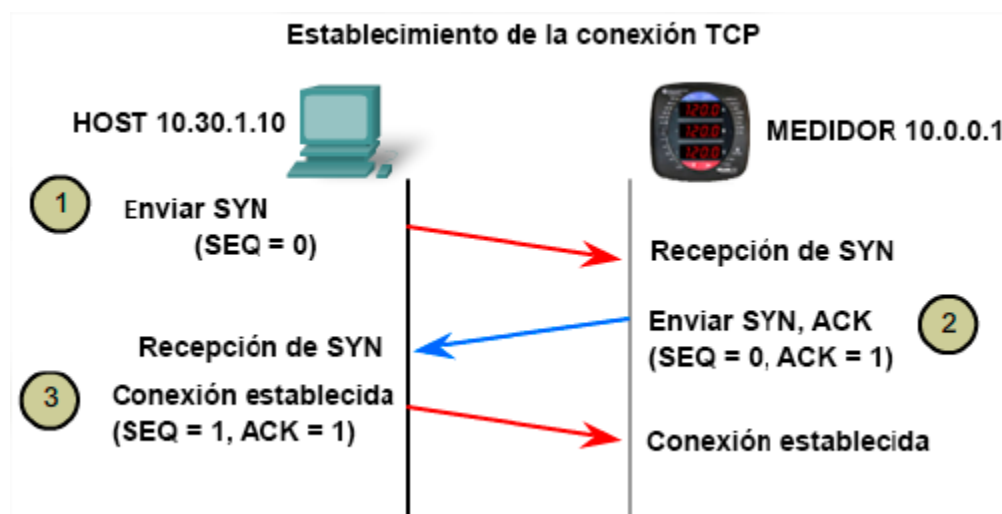 Establecimiento de la conexión TCP
HOST 10.30.1.10
MEDIDOR 10.0.0.1
1
Enviar SYN
(SEQ = 0)
Recepción de SYN
Enviar SYN, ACK
(SEQ = 0, ACK = 1)
2
Recepción de SYN
3
Conexión establecida
(SEQ = 1, ACK = 1)
Conexión establecida